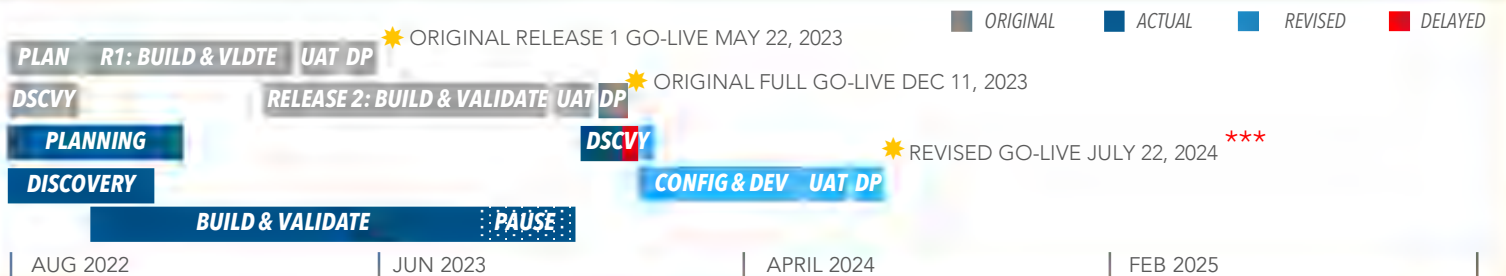 ORIGINAL ACTUAL REVISED DELAYED
ORIGINAL RELEASE 1 GO-LIVE MAY 22, 2023
PLAN R1: BUILD & VLDTE UAT DP
ORIGINAL FULL GO-LIVE DEC 11, 2023
DSCVY RELEASE 2: BUILD & VALIDATE UAT DP
PLANNING DSCVY
REVISED GO-LIVE JULY 22, 2024 ***
DISCOVERY CONFIG & DEV UAT DP
BUILD & VALIDATE PAUSE
AUG 2022 JUN 2023 APRIL 2024 FEB 2025